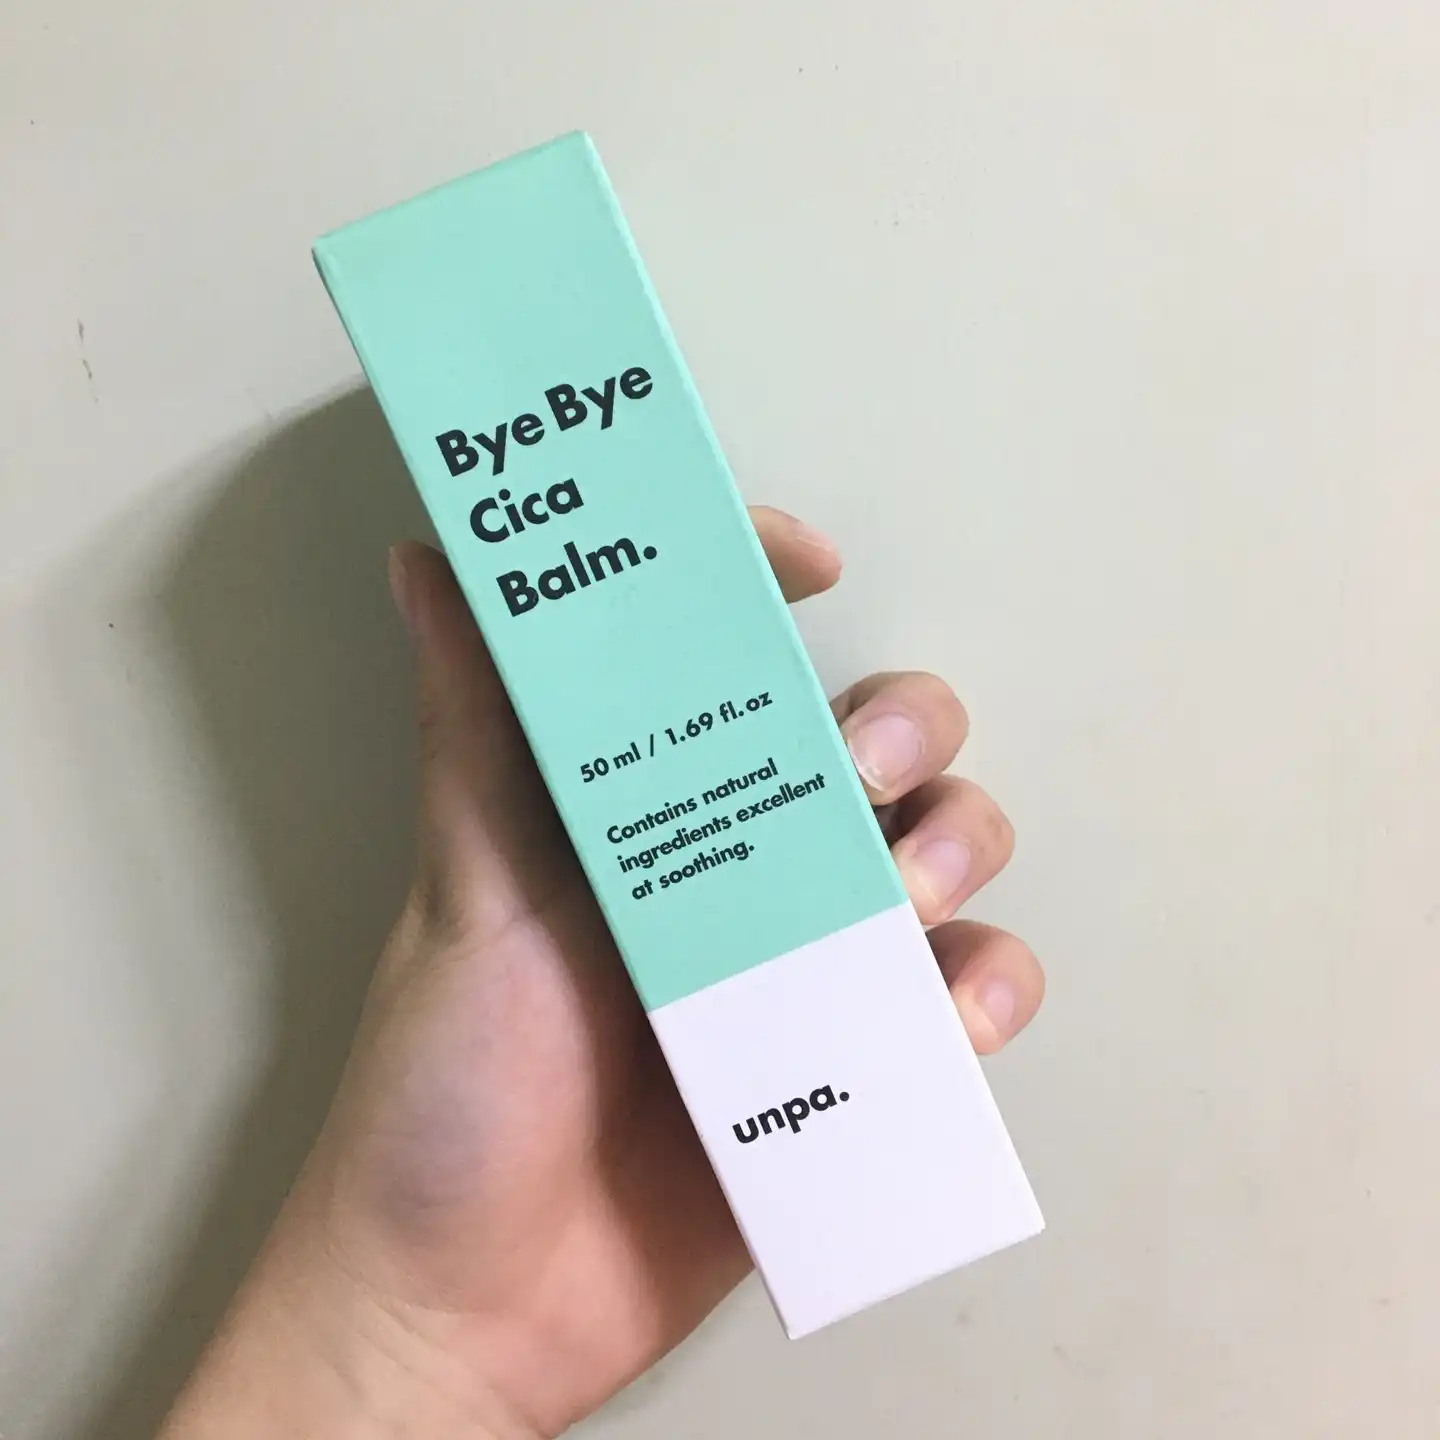 Bye Bye
Cica
Balm.
50 ml / 1.69 fl.oz
Contains natural
ingredients excellent
at soothing.
unpa.